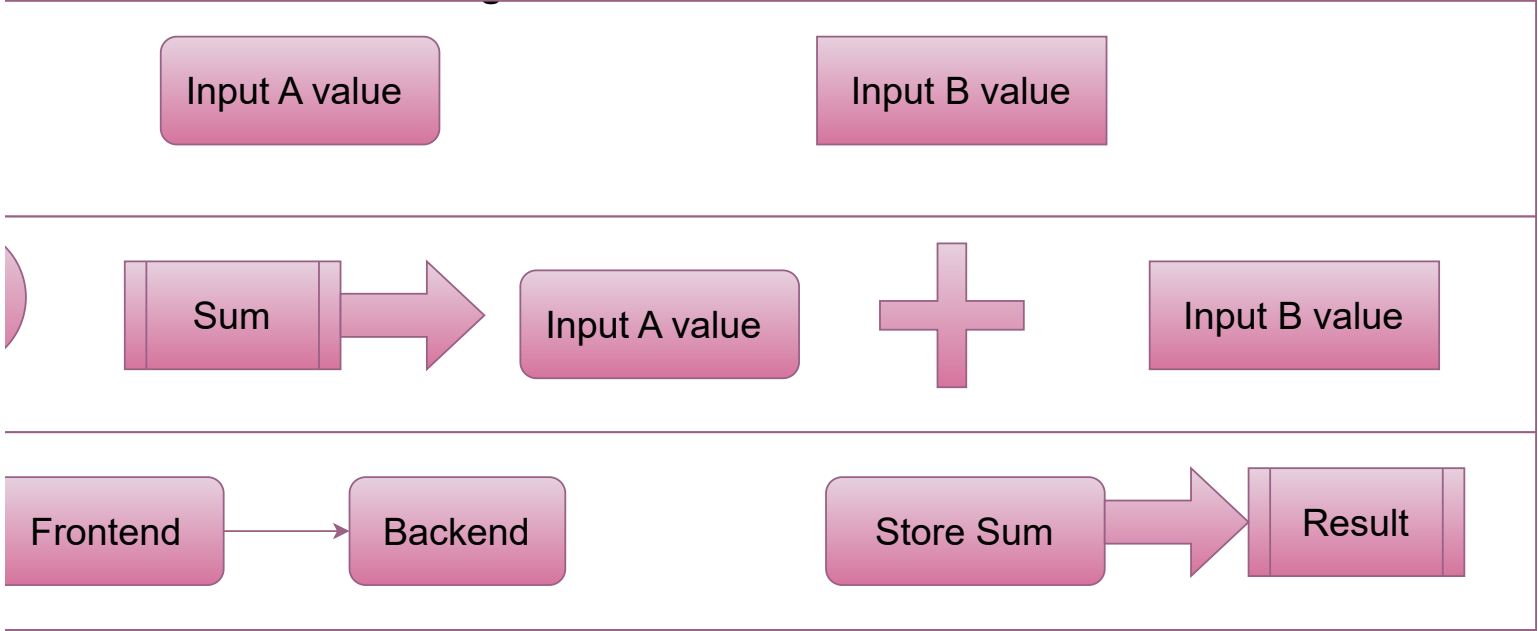 Input A value
Input B value
Sum
Input A value
Input B value
Frontend
Backend
Store Sum
Result